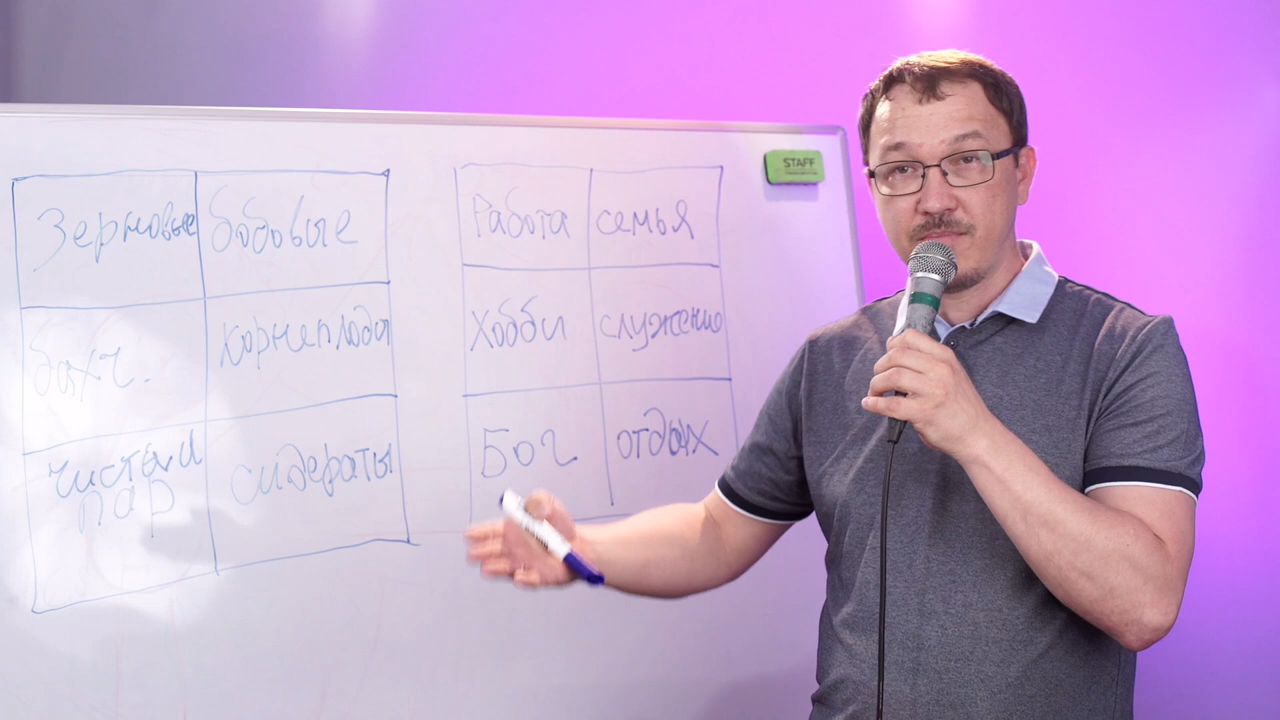 Зерновые бобовые
бахч. корнеплоды
чистый сидераты
пар
Работа семья
Хобби служение
Бог отдых
STAFF